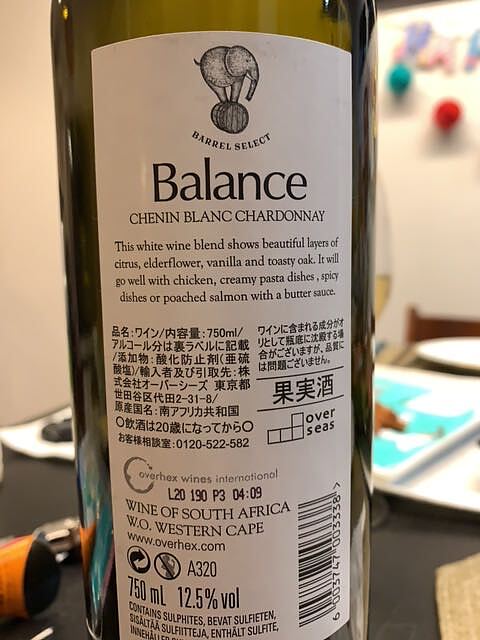 BARREL SELECT
Balance
CHENIN BLANC CHARDONNAY
This white wine blend shows beautiful layers of
citrus, elderflower, vanilla and toasty oak. It will
go well with chicken, creamy pasta dishes , spicy
dishes or poached salmon with a butter sauce.
品名:ワイン/内容量:750ml/
アルコール分は裏ラベルに記載
/添加物:酸化防止剤(亜硫
酸塩)/輸入者及び引取先:株
式会社オーバーシーズ 東京都
世田谷区代田2-31-8/
原産国名:南アフリカ共和国
〇飲酒は20歳になってから〇
お客様相談室:0120-522-582
ワインに含まれる成分がオ
リとして瓶底に沈殿する場
合がございますが、品質に
は問題ございません。
果実酒
over
seas
overhex wines international
L20 190 P3 04:09
WINE OF SOUTH AFRICA
W.O. WESTERN CAPE
www.overhex.com
A320
750 mL 12.5% vol
CONTAINS SULPHITES, BEVAT SULFIETEN,
SISÄLTÄÄ SULFIITTEJA, ENTHÄLT SULFITE,
INNEHÅLLER
6 003747 003338 >